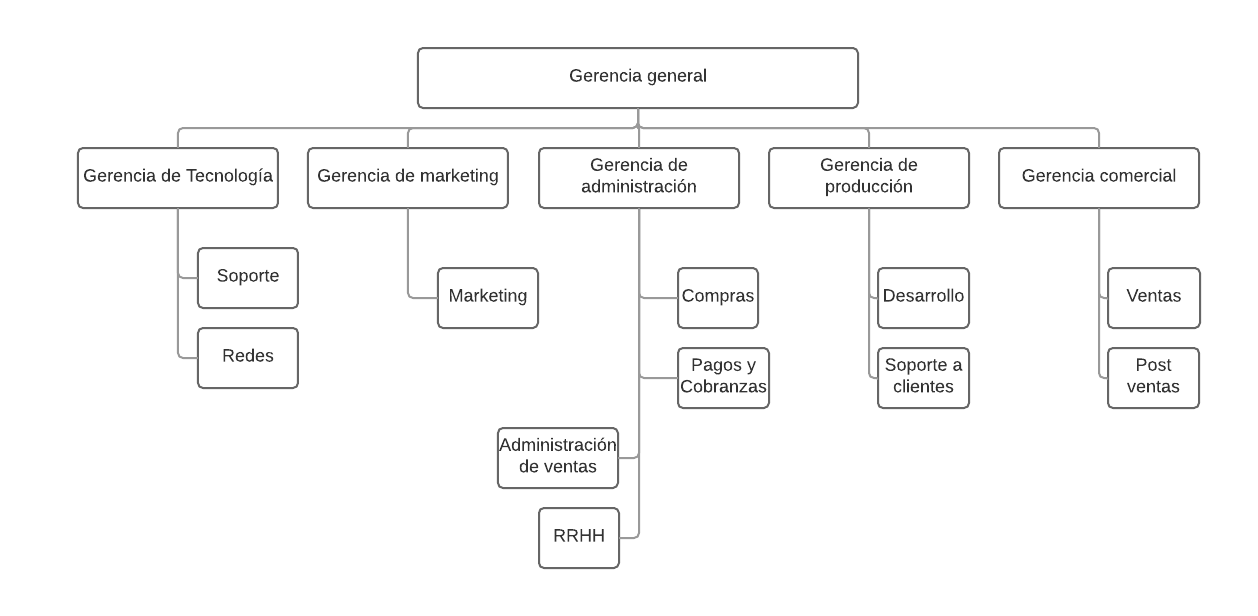 Gerencia general
Gerencia de Tecnología
Gerencia de marketing
Gerencia de
administración
Gerencia de
producción
Gerencia comercial
Soporte
Redes
Marketing
Compras
Pagos y
Cobranzas
Administración
de ventas
RRHH
Desarrollo
Soporte a
clientes
Ventas
Post
ventas